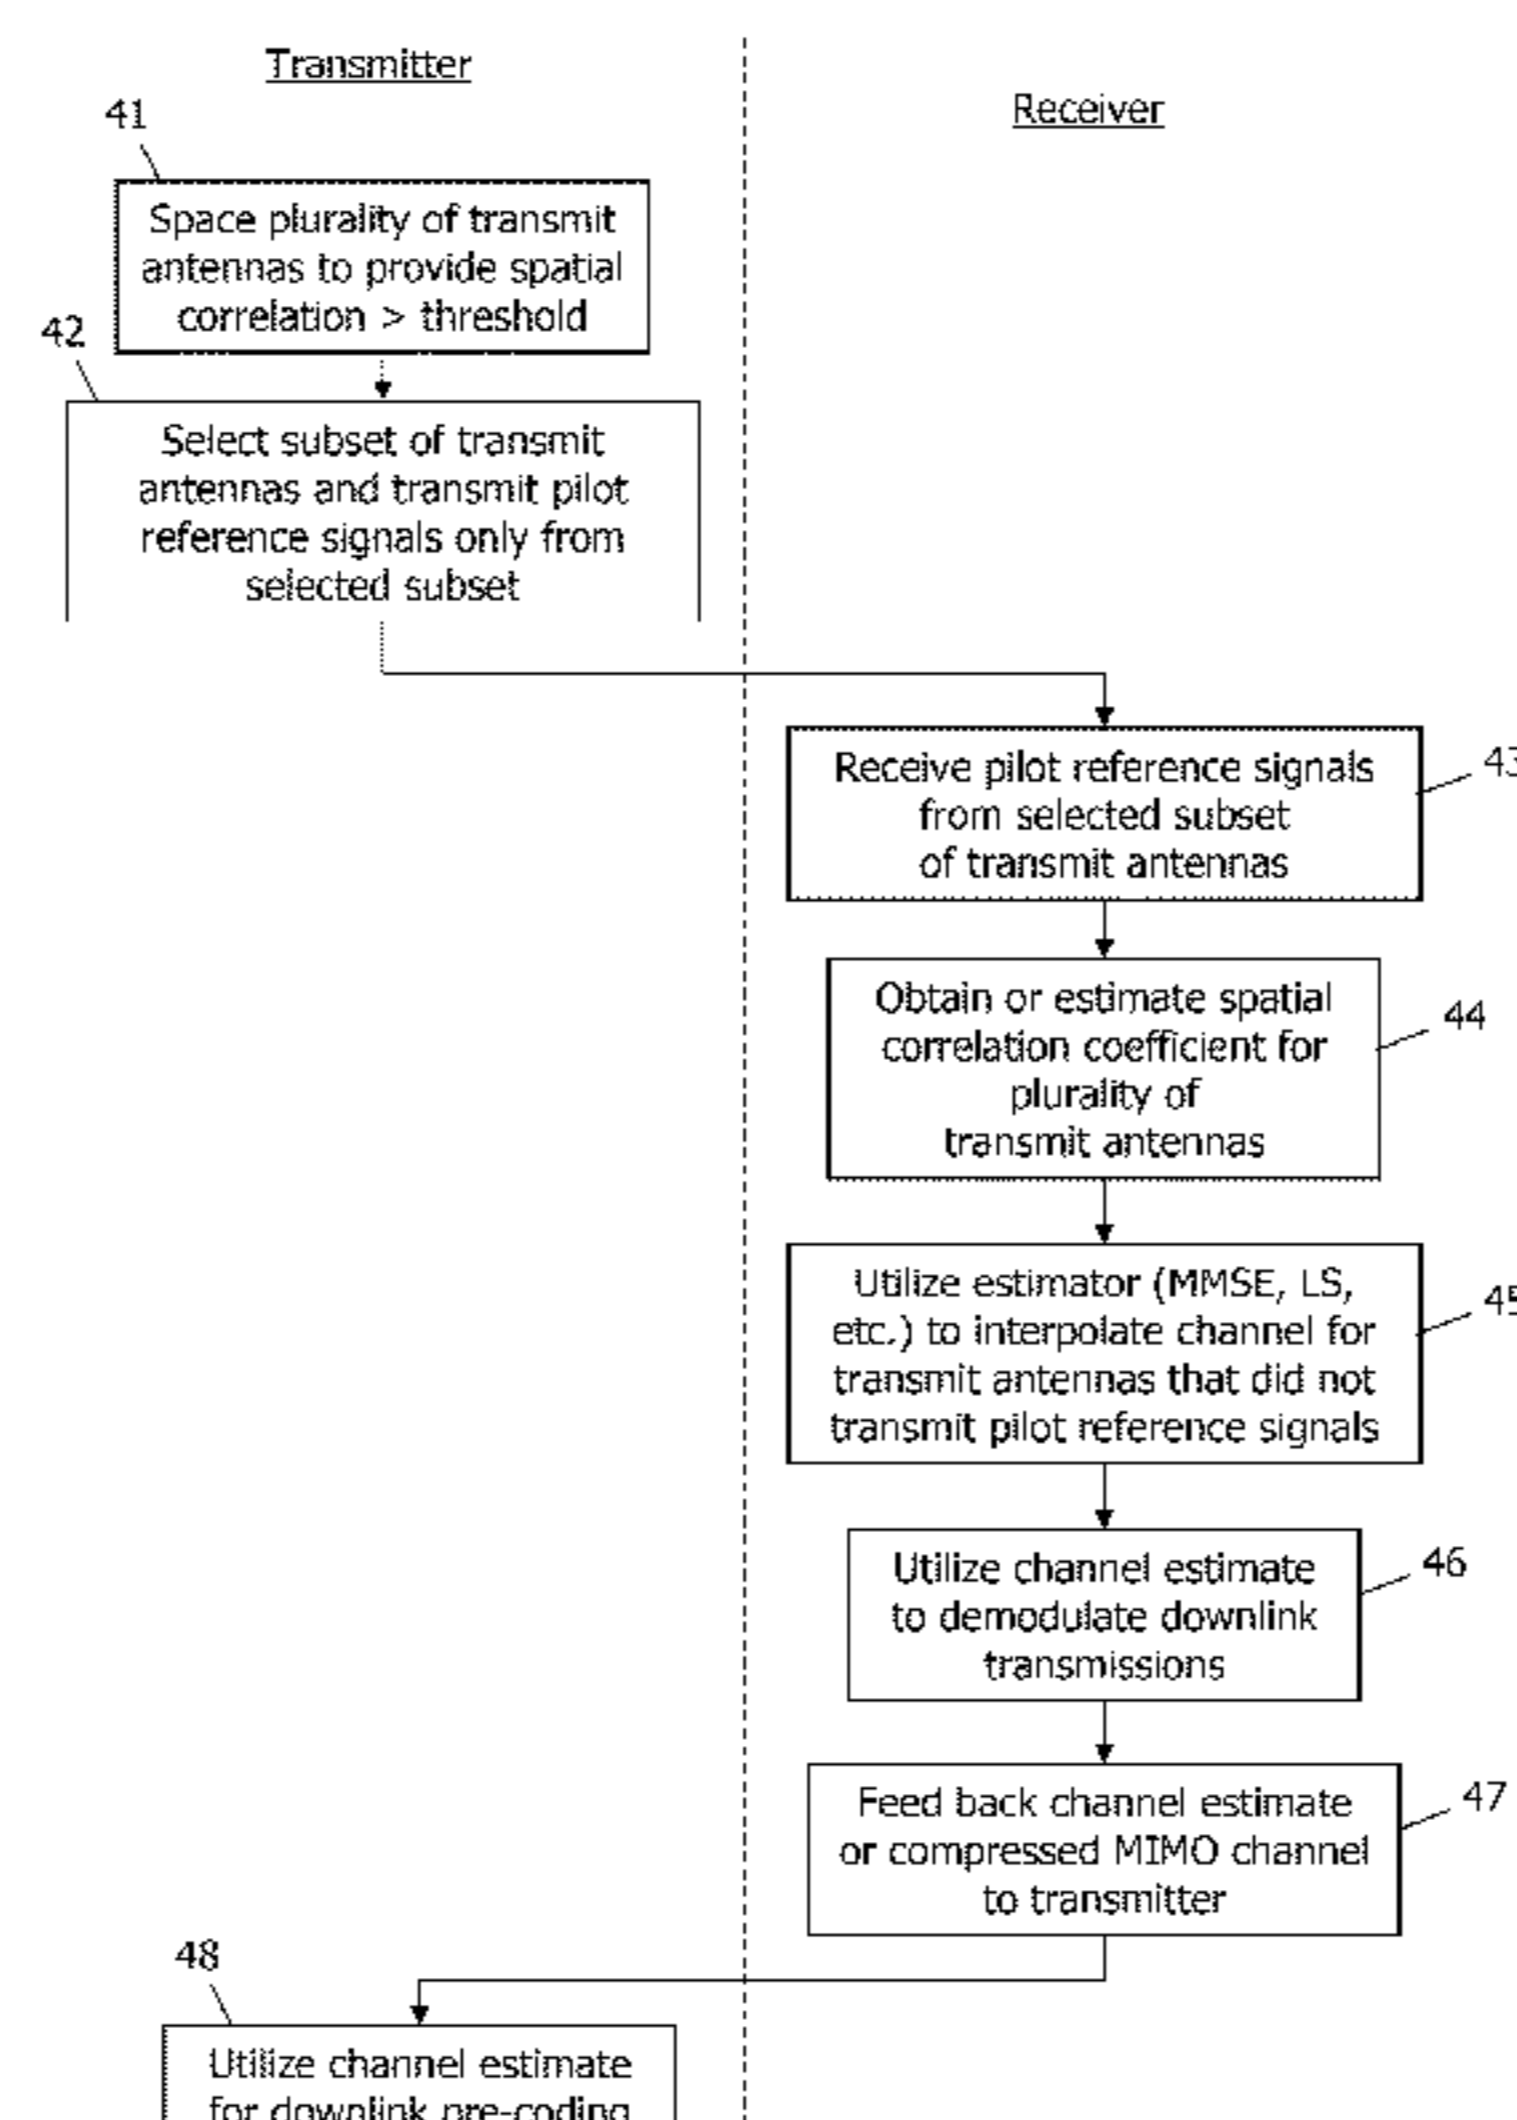 Transmitter
Receiver
41
Space plurality of transmit
antennas to provide spatial
correlation > threshold
42
Select subset of transmit
antennas and transmit pilot
reference signals only from
selected subset
Receive pilot reference signals
from selected subset
of transmit antennas
43
Obtain or estimate spatial
correlation coefficient for
plurality of
transmit antennas
44
Utilize estimator (MMSE, LS,
etc.) to interpolate channel for
transmit antennas that did not
transmit pilot reference signals
45
Utilize channel estimate
to demodulate downlink
transmissions
46
Feed back channel estimate
or compressed MIMO channel
to transmitter
47
48
Utilize channel estimate
for downlink pre-coding